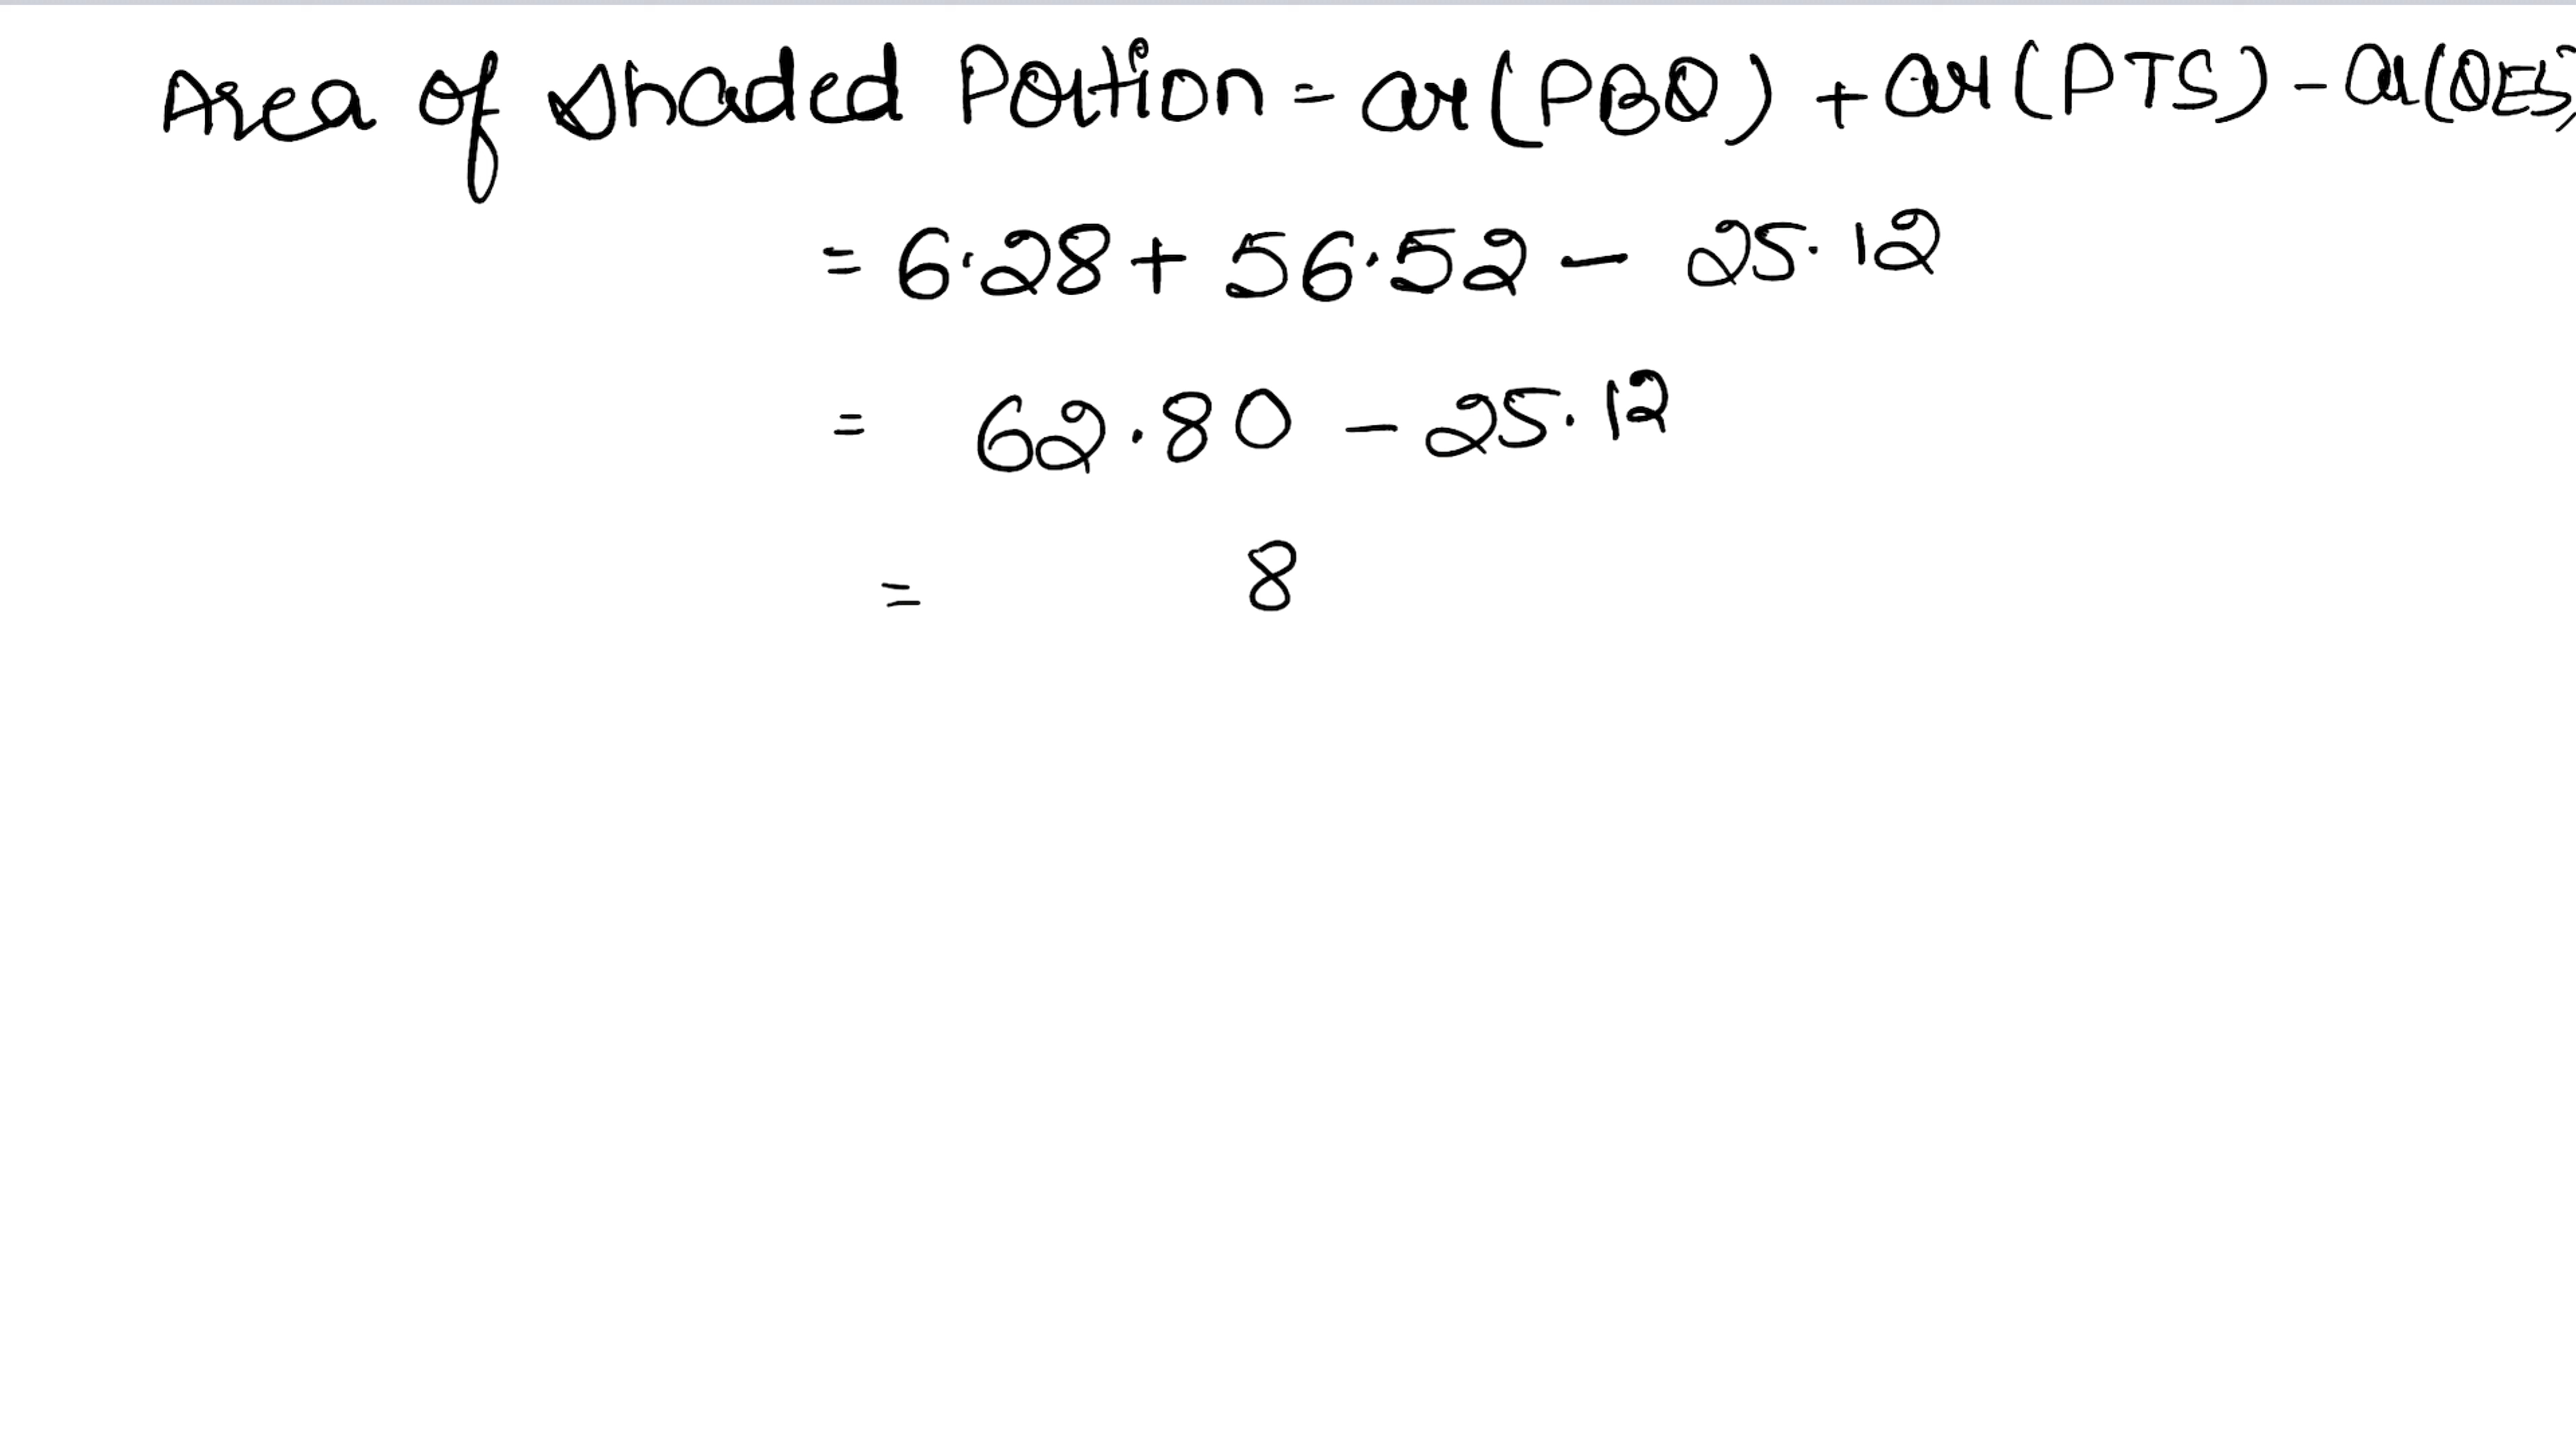 Area of shaded Portion = ar(PBQ) + ar(PTS) - ar(QES)
= 6.28 + 56.52 - 25.12
= 62.80 - 25.12
= 8